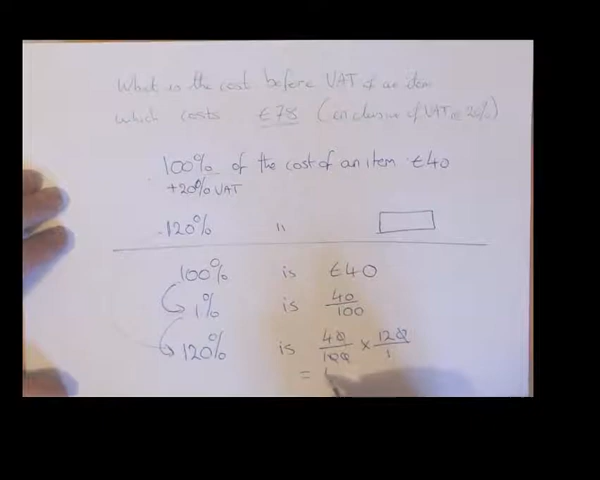 What is the cost before VAT of an item
which costs €78 (inclusive of VAT @ 20%)
100% of the cost of an item €40
+20% VAT
120% "
100% is €40
1% is 40/100
120% is 40/100 x 120/1
=